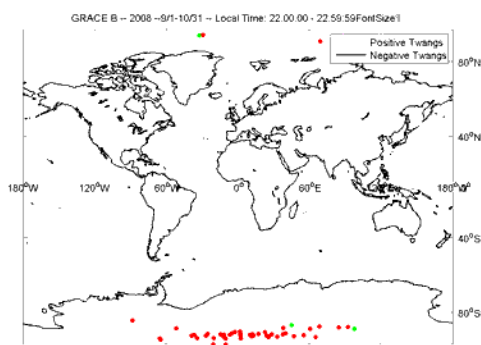 GRACE B -- 2008 --9/1-10/31 -- Local Time: 22.00.00 - 22.59.59FontSize'l
Positive Twangs
Negative Twangs
80°N
40°N
180°W 120°W 60°W 0°E 60°E 120°E 180°W
40°S
80°S